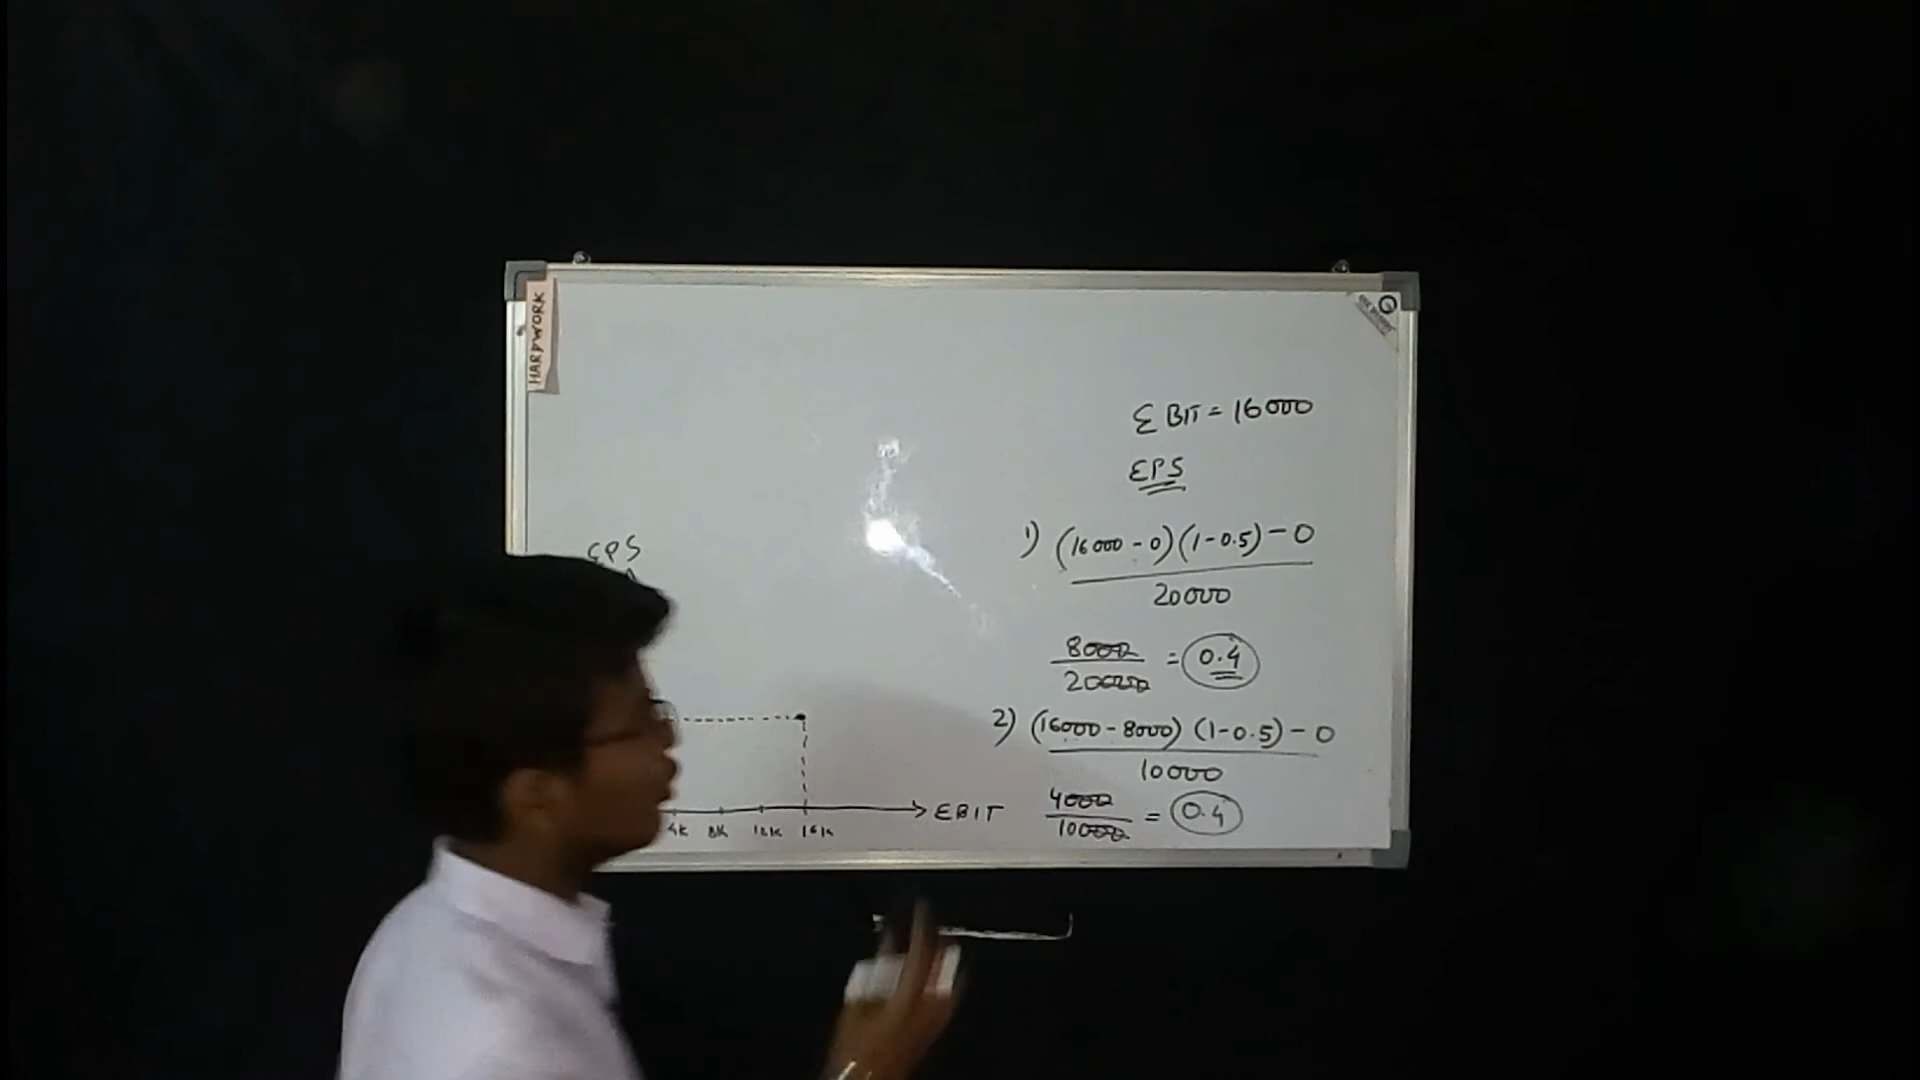 HARDWORK
EBIT = 16000
EPS
1) (16000 - 0)(1-0.5) - 0
20000
8000
20000
= 0.4
2) (16000 - 8000) (1-0.5) - 0
10000
4000
10000
= 0.4
EPS
EBIT
4K 8K 12K 16K